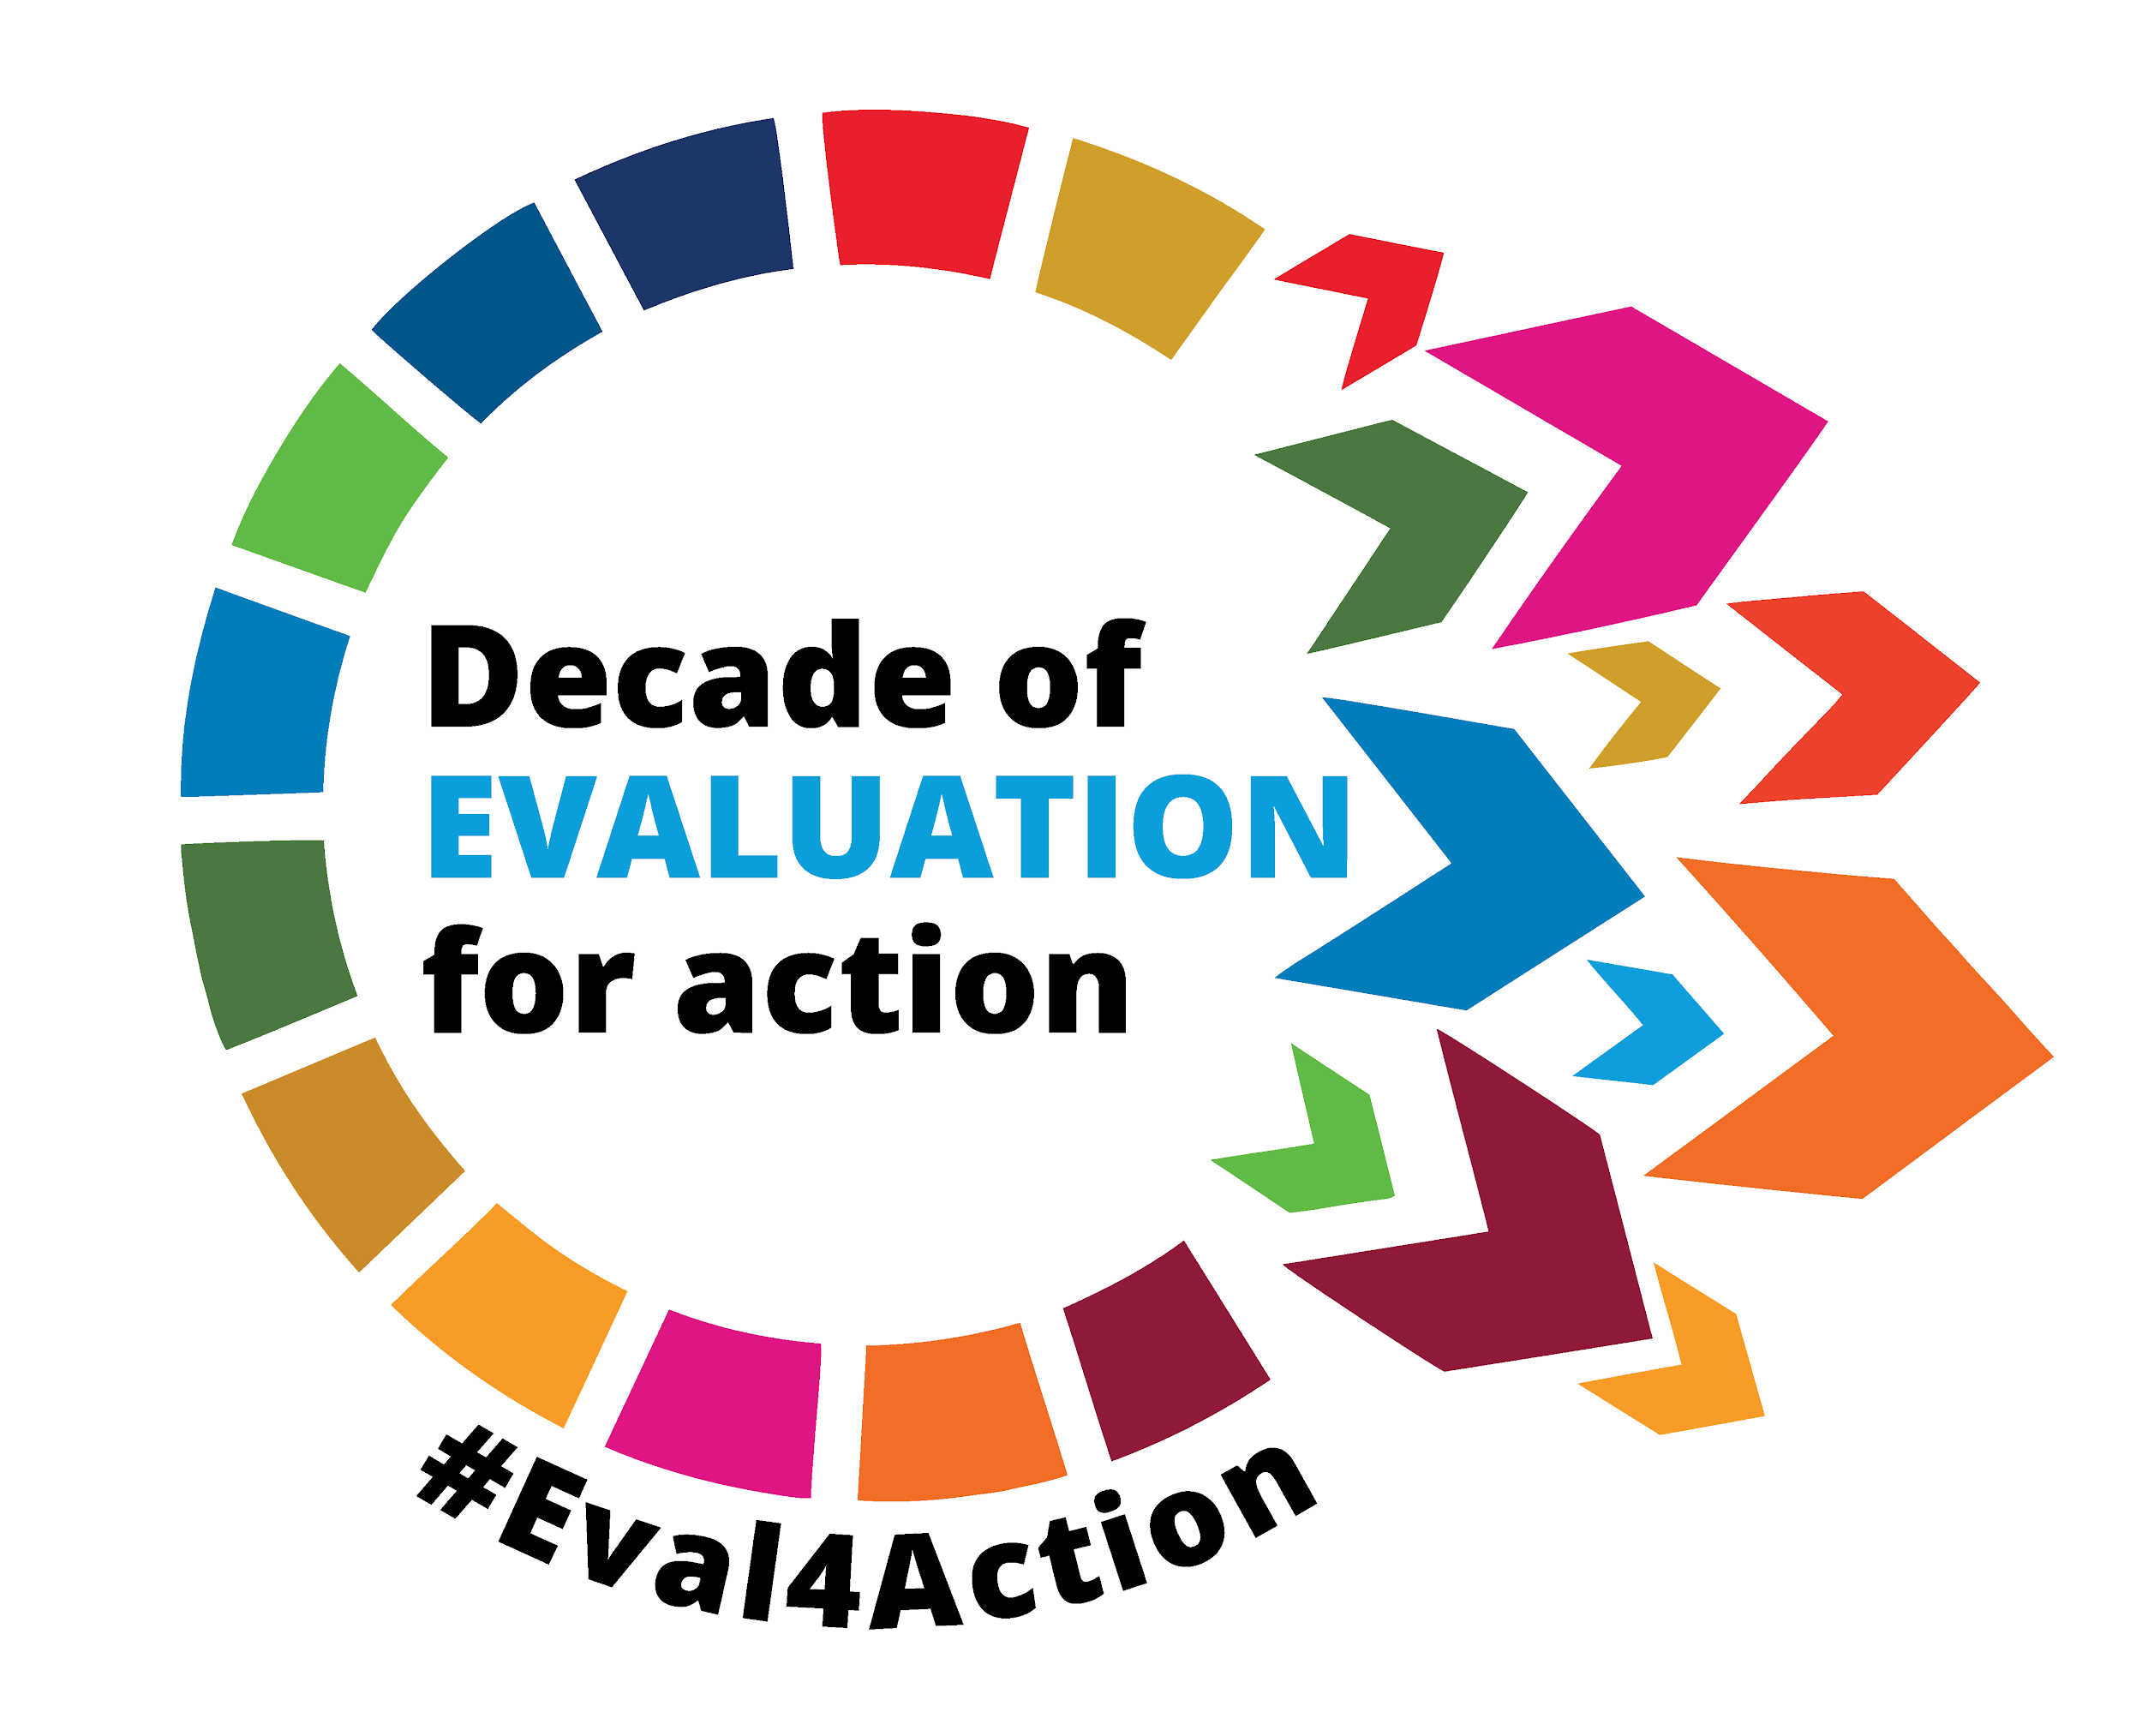 Decade of
EVALUATION
for action
#Eval4Action